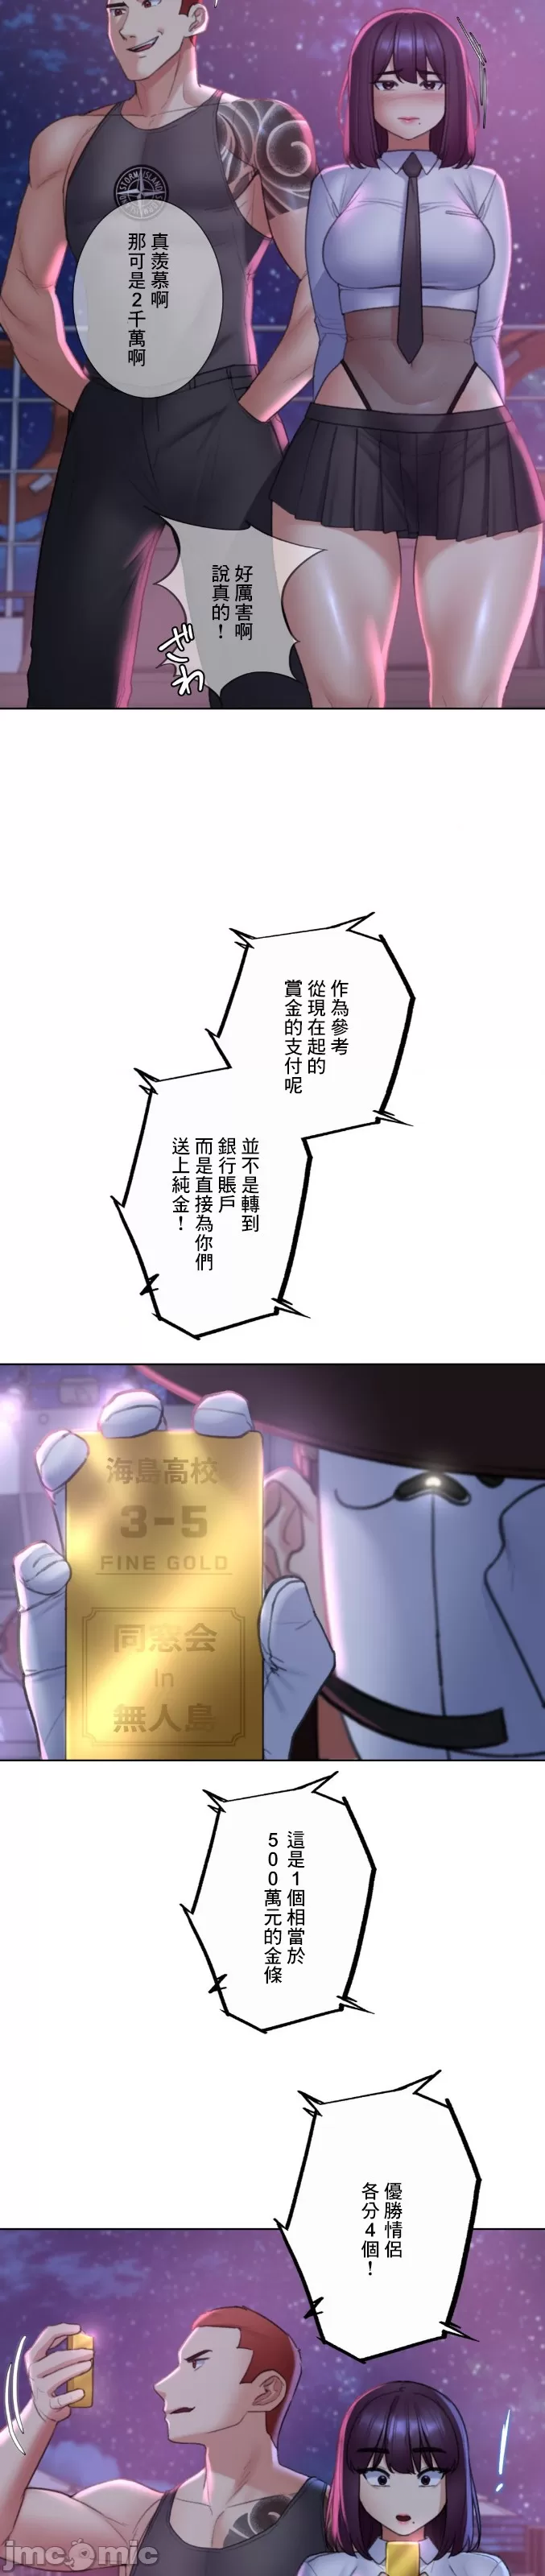 STORM ISLAND
真羨慕啊
那可是2千萬啊
好厲害啊
說真的！
作為參考
從現在起的
賞金的支付呢
並不是轉到
銀行賬戶
而是直接為你們
送上純金！
海島高校
3-5
FINE GOLD
同窓会
in
無人島
這是1個相當於
500萬元的金條
優勝情侶
各分4個！
jmcomic